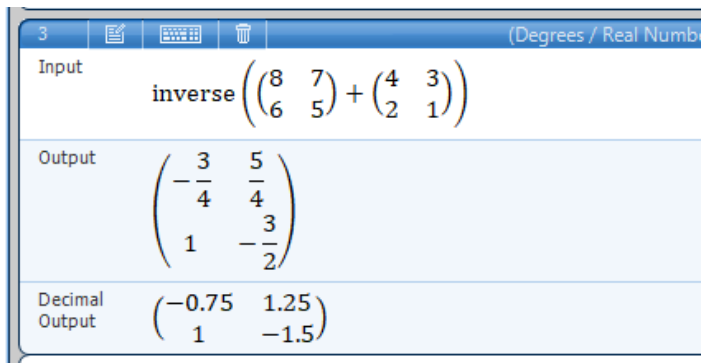 3 (Degrees / Real Numb
Input
inverse((8 7
6 5) + (4 3
2 1))
Output
(-3/4 5/4
1 -3/2)
Decimal
Output
(-0.75 1.25
1 -1.5)